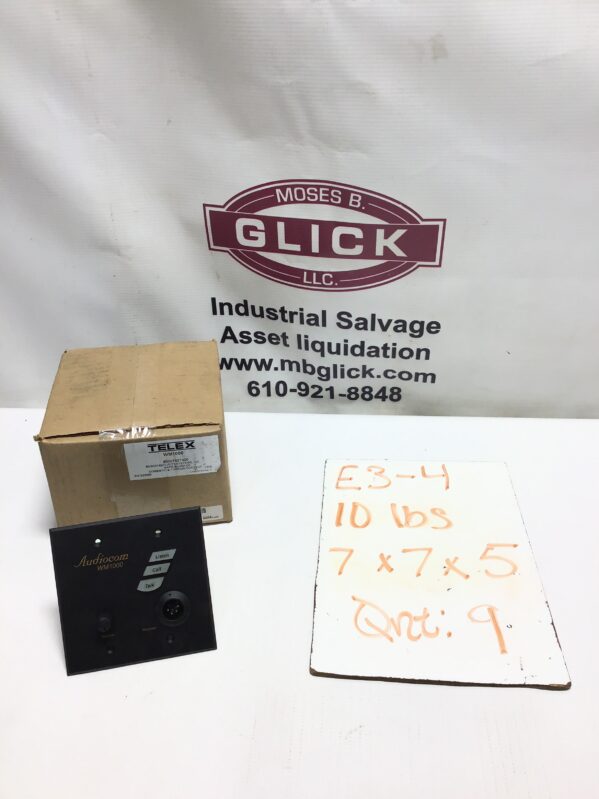 MOSES B.
GLICK
LLC.
Industrial Salvage
Asset liquidation
www.mbglick.com
610-921-8848
TELEX
WM1000
Audiocom
WM1000
Listen
Call
Talk
E3-4
10 lbs
7 x 7 x 5
Qnt: 9